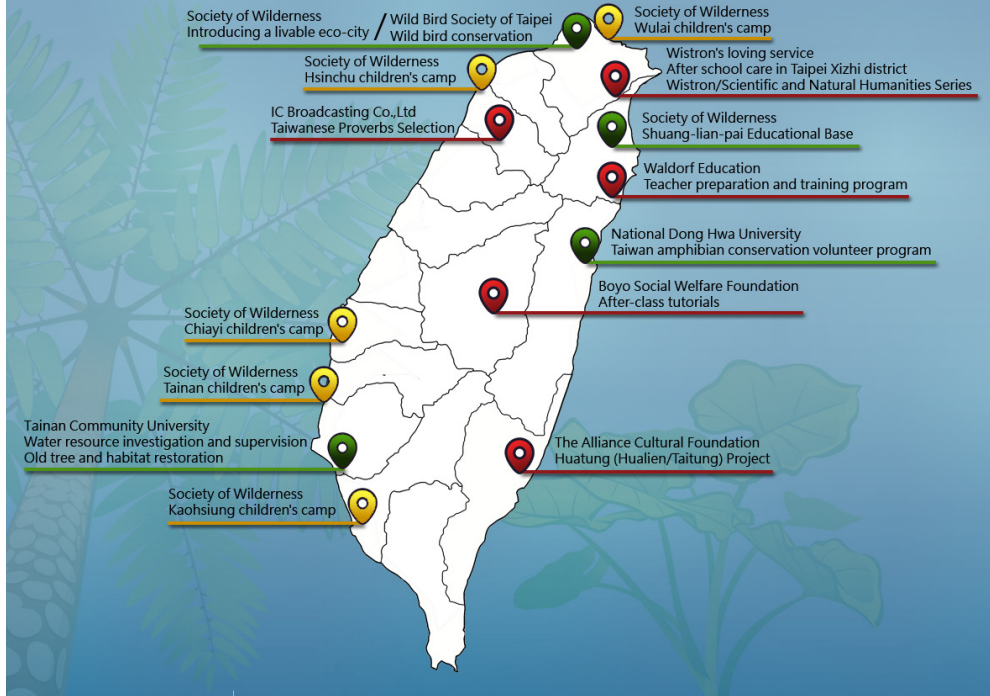 Society of Wilderness
Introducing a livable eco-city
/
Wild Bird Society of Taipei
Wild bird conservation
Society of Wilderness
Wulai children's camp
Society of Wilderness
Hsinchu children's camp
Wistron's loving service
After school care in Taipei Xizhi district
Wistron/Scientific and Natural Humanities Series
IC Broadcasting Co.,Ltd
Taiwanese Proverbs Selection
Society of Wilderness
Shuang-lian-pai Educational Base
Waldorf Education
Teacher preparation and training program
National Dong Hwa University
Taiwan amphibian conservation volunteer program
Boyo Social Welfare Foundation
After-class tutorials
Society of Wilderness
Chiayi children's camp
Society of Wilderness
Tainan children's camp
Tainan Community University
Water resource investigation and supervision
Old tree and habitat restoration
The Alliance Cultural Foundation
Huatung (Hualien/Taitung) Project
Society of Wilderness
Kaohsiung children's camp